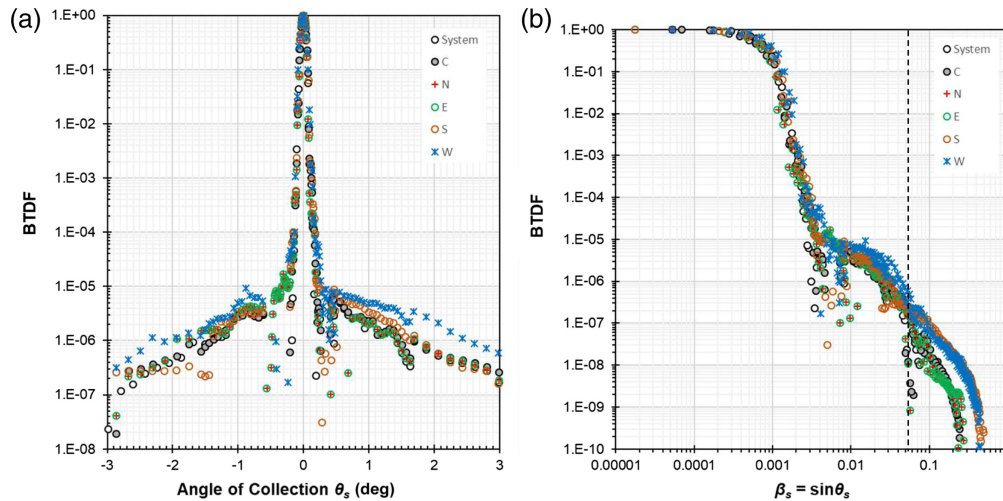 (a)
1.E+00
1.E-01
1.E-02
1.E-03
1.E-04
1.E-05
1.E-06
1.E-07
1.E-08
BTDF
-3
-2
-1
0
1
2
3
Angle of Collection θs (deg)
System
C
N
E
S
W
(b)
1.E+00
1.E-01
1.E-02
1.E-03
1.E-04
1.E-05
1.E-06
1.E-07
1.E-08
1.E-09
1.E-10
BTDF
0.00001
0.0001
0.001
0.01
0.1
βs = sinθs
System
C
N
E
S
W